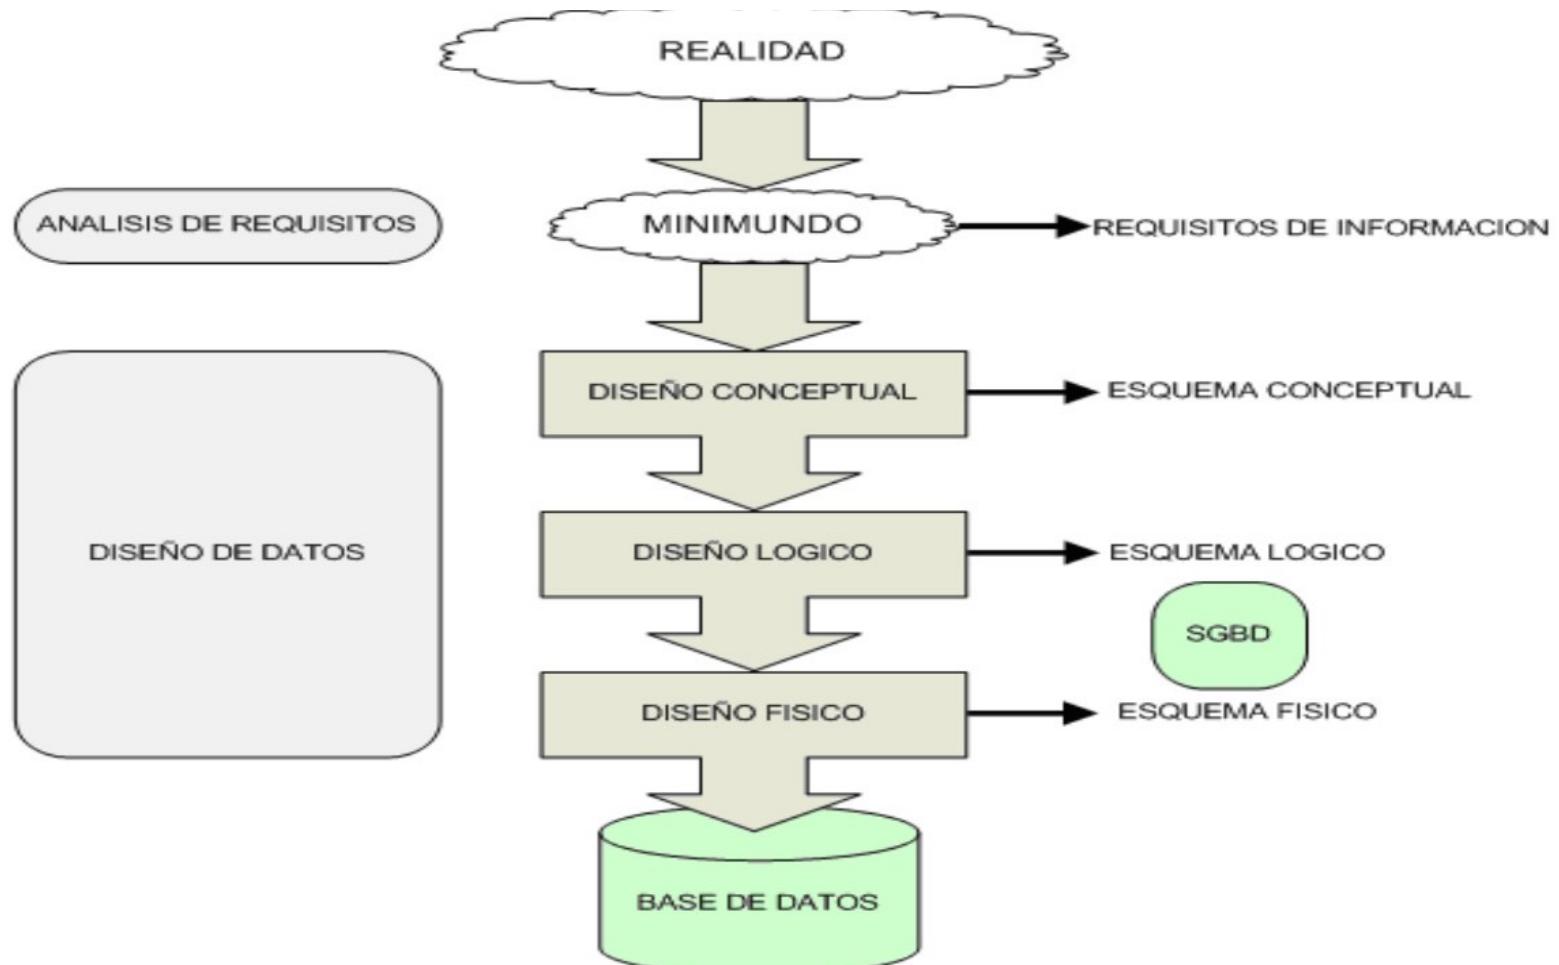 REALIDAD
ANALISIS DE REQUISITOS
MINIMUNDO
REQUISITOS DE INFORMACION
DISEÑO CONCEPTUAL
ESQUEMA CONCEPTUAL
DISEÑO DE DATOS
DISEÑO LOGICO
ESQUEMA LOGICO
SGBD
DISEÑO FISICO
ESQUEMA FISICO
BASE DE DATOS